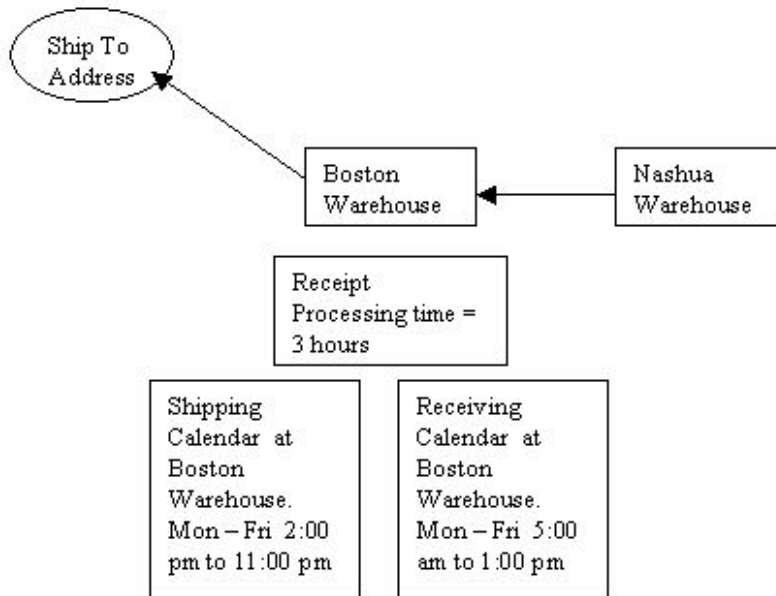 Ship To
Address
Boston
Warehouse
Nashua
Warehouse
Receipt
Processing time =
3 hours
Shipping
Calendar at
Boston
Warehouse.
Mon – Fri 2:00
pm to 11:00 pm
Receiving
Calendar at
Boston
Warehouse.
Mon – Fri 5:00
am to 1:00 pm